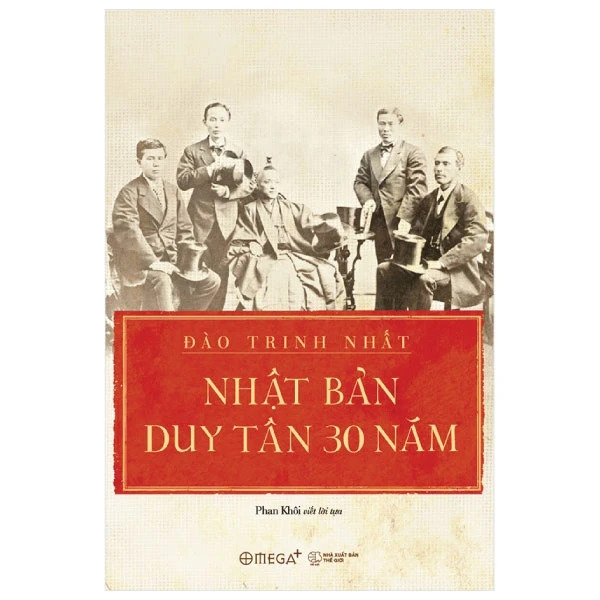 ĐÀO TRINH NHẤT
NHẬT BẢN
DUY TÂN 30 NĂM
Phan Khôi viết lời tựa
OMEGA+
NHÀ XUẤT BẢN
THẾ GIỚI